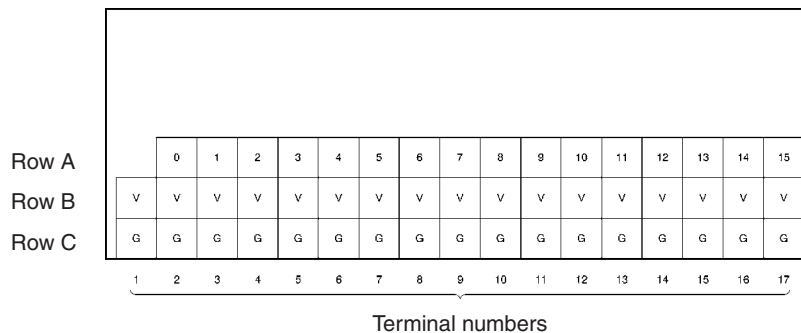 Row A 0 1 2 3 4 5 6 7 8 9 10 11 12 13 14 15
Row B V V V V V V V V V V V V V V V V V
Row C G G G G G G G G G G G G G G G G G
1 2 3 4 5 6 7 8 9 10 11 12 13 14 15 16 17
Terminal numbers